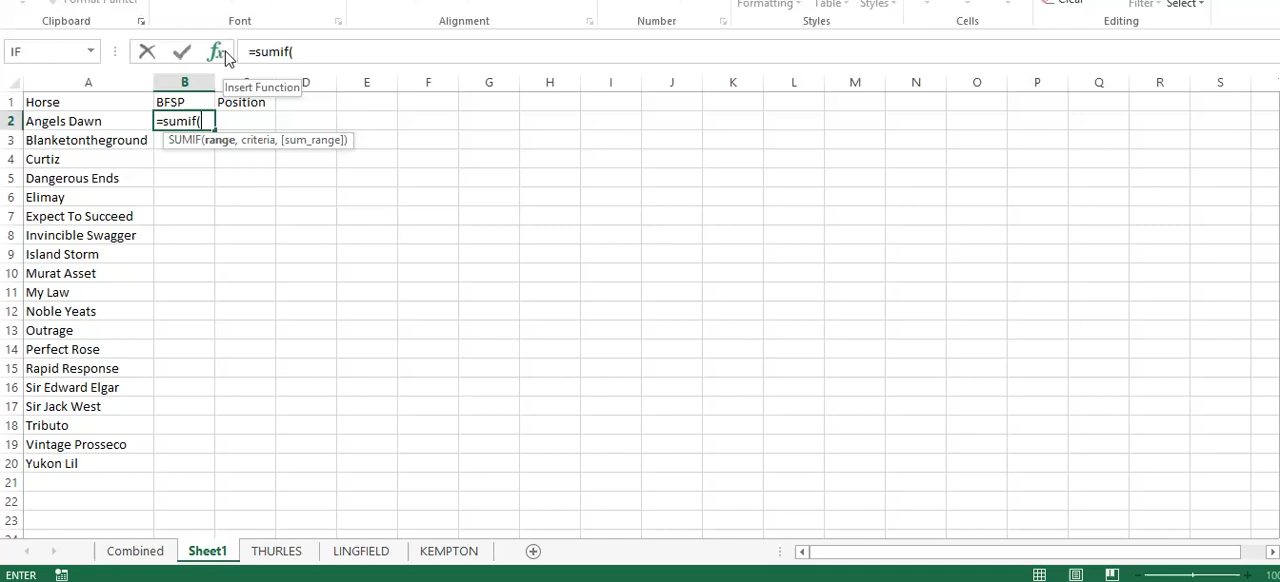 Format Painter Formatting Table Styles Clear Filter Select
Clipboard Font Alignment Number Styles Cells Editing
IF =sumif(
Insert Function
A B C D E F G H I J K L M N O P Q R S
1 Horse BFSP Position
2 Angels Dawn =sumif(
SUMIF(range, criteria, [sum_range])
3 Blanketontheground
4 Curtiz
5 Dangerous Ends
6 Elimay
7 Expect To Succeed
8 Invincible Swagger
9 Island Storm
10 Murat Asset
11 My Law
12 Noble Yeats
13 Outrage
14 Perfect Rose
15 Rapid Response
16 Sir Edward Elgar
17 Sir Jack West
18 Tributo
19 Vintage Prosseco
20 Yukon Lil
21
22
23
Combined Sheet1 THURLES LINGFIELD KEMPTON
ENTER